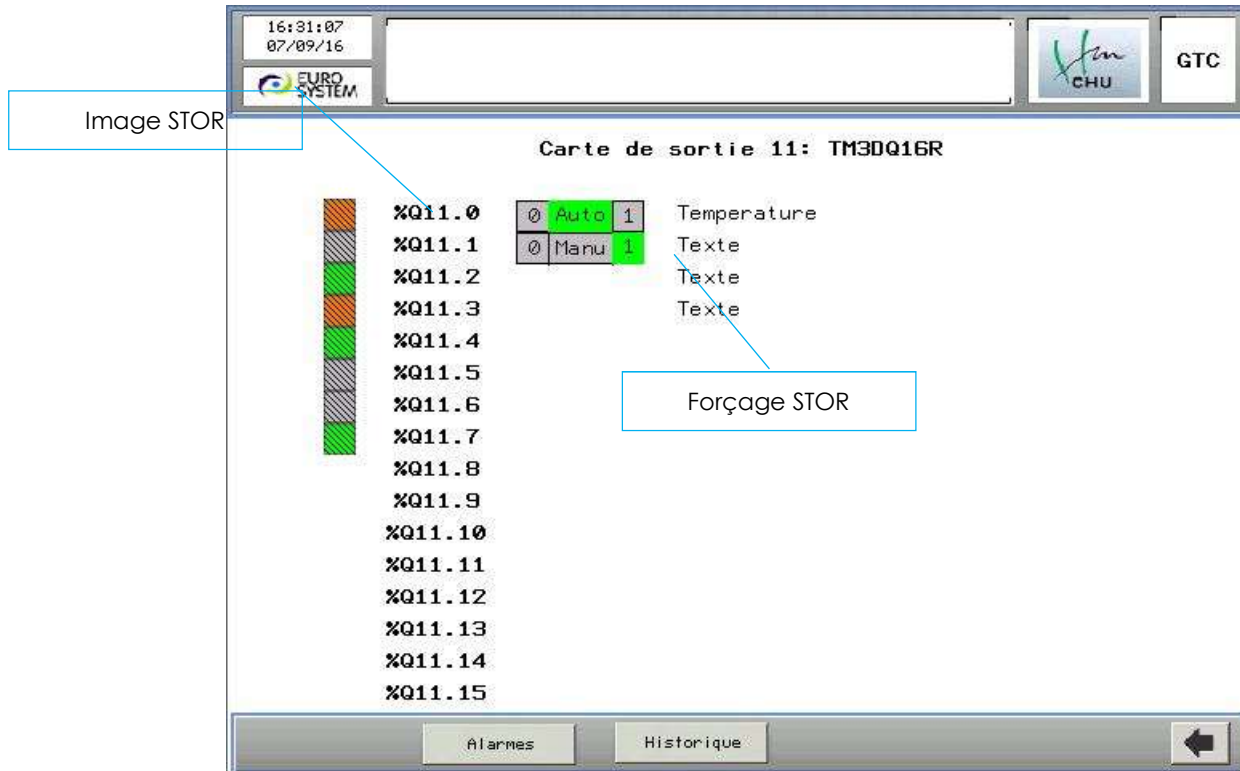 16:31:07
07/09/16
EURO
SYSTEM
CHU
GTC
Image STOR
Carte de sortie 11: TM3DQ16R
%Q11.0 0 Auto 1 Temperature
%Q11.1 0 Manu 1 Texte
%Q11.2 Texte
%Q11.3 Texte
%Q11.4
%Q11.5
%Q11.6
Forçage STOR
%Q11.7
%Q11.8
%Q11.9
%Q11.10
%Q11.11
%Q11.12
%Q11.13
%Q11.14
%Q11.15
Alarmes Historique